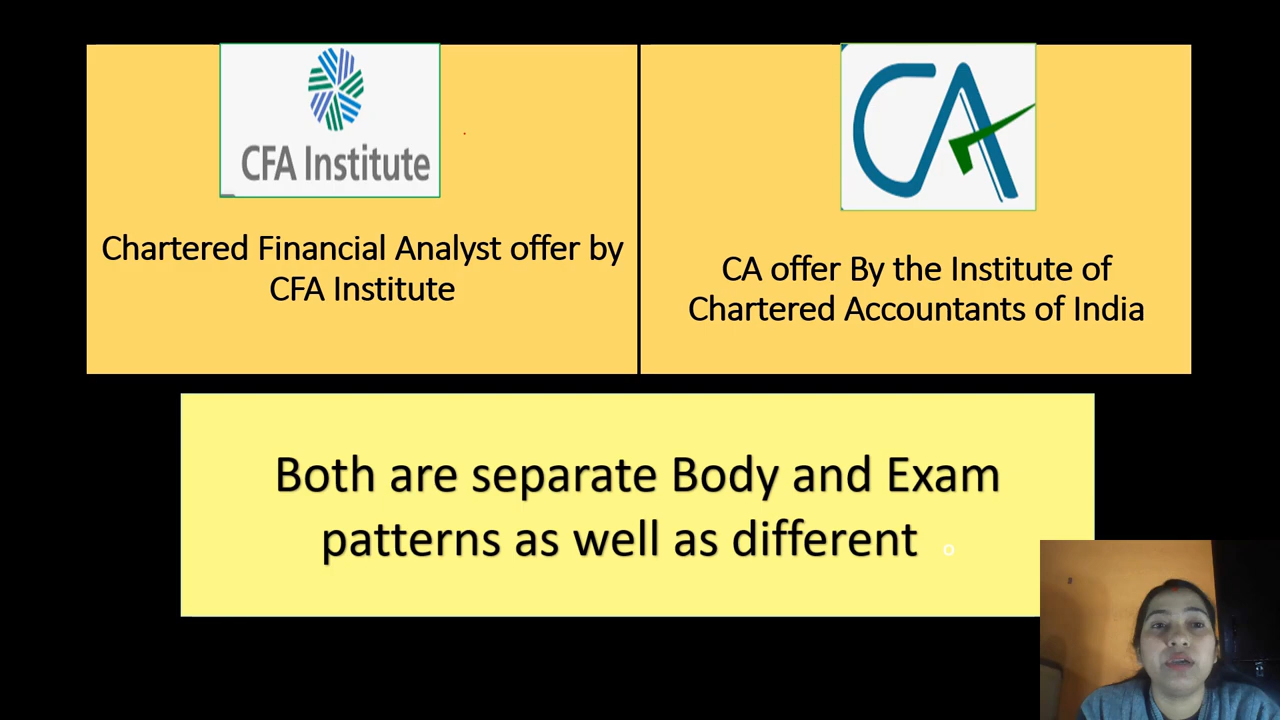 CFA Institute
Chartered Financial Analyst offer by
CFA Institute
CA
CA offer By the Institute of
Chartered Accountants of India
Both are separate Body and Exam
patterns as well as different